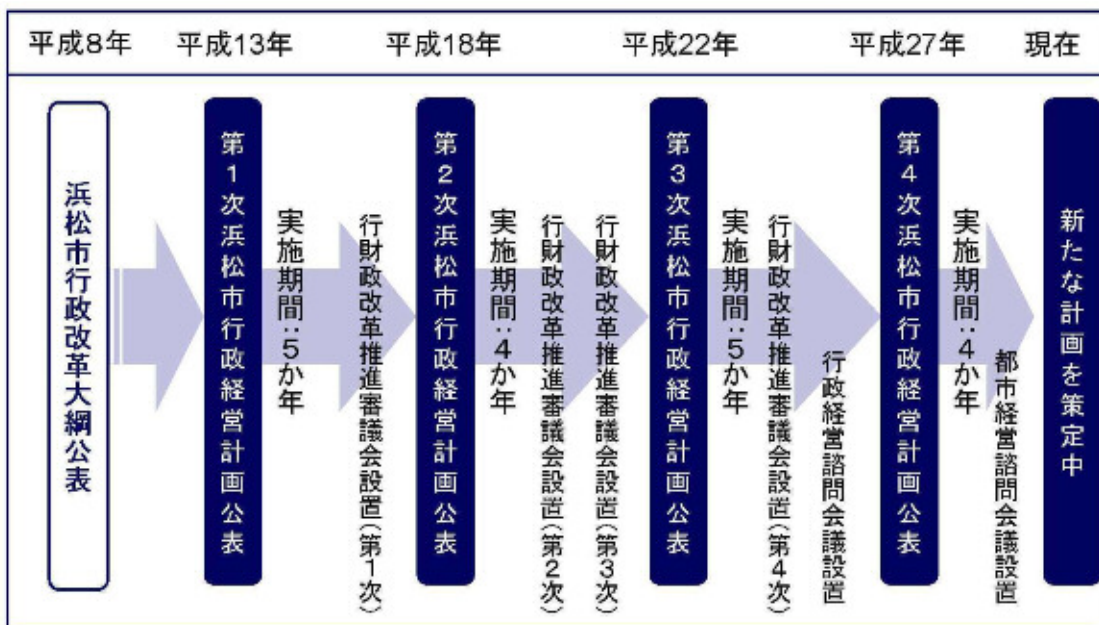 平成8年
平成13年
平成18年
平成22年
平成27年
現在
浜松市行政改革大綱公表
第1次浜松市行政経営計画公表
実施期間:5か年
行財政改革推進審議会設置(第1次)
第2次浜松市行政経営計画公表
実施期間:4か年
行財政改革推進審議会設置(第2次)
行財政改革推進審議会設置(第3次)
第3次浜松市行政経営計画公表
実施期間:5か年
行財政改革推進審議会設置(第4次)
行政経営諮問会議設置
第4次浜松市行政経営計画公表
実施期間:4か年
都市経営諮問会議設置
新たな計画を策定中